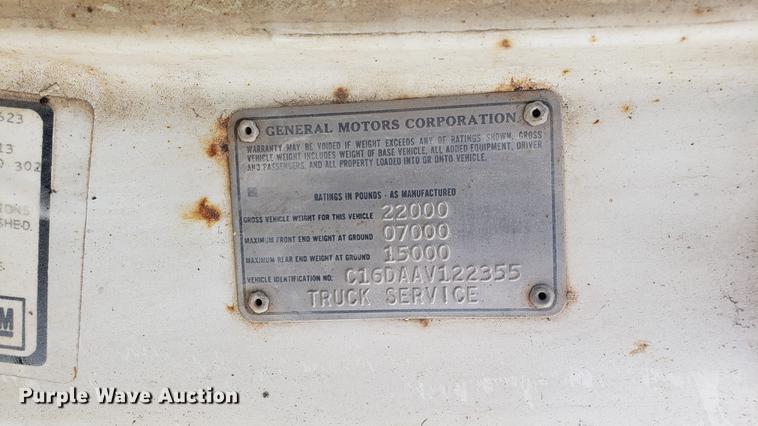 623
13
302
GENERAL MOTORS CORPORATION
WARRANTY MAY BE VOIDED IF WEIGHT EXCEEDS ANY OF RATINGS SHOWN. GROSS
VEHICLE WEIGHT INCLUDES WEIGHT OF BASE VEHICLE, ALL ADDED EQUIPMENT, DRIVER
AND PASSENGERS, AND ALL PROPERTY LOADED INTO OR ONTO VEHICLE.
RATINGS IN POUNDS - AS MANUFACTURED
GROSS VEHICLE WEIGHT FOR THIS VEHICLE 22000
MAXIMUM FRONT END WEIGHT AT GROUND 07000
MAXIMUM REAR END WEIGHT AT GROUND 15000
VEHICLE IDENTIFICATION NO. C16DAAV122355
TRUCK SERVICE
Purple Wave Auction